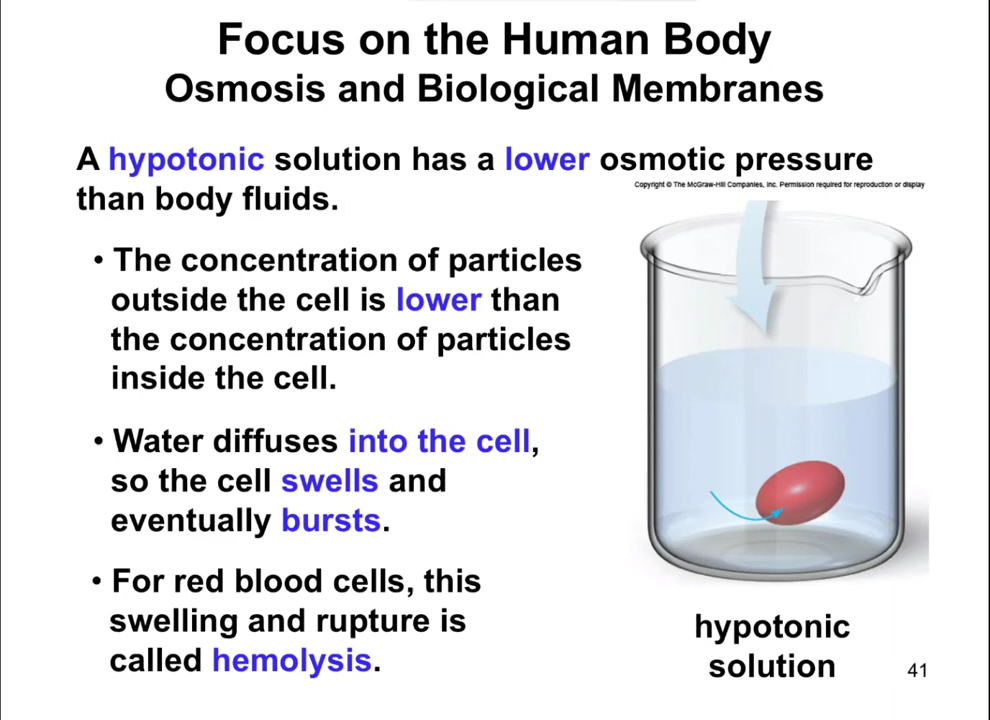 Focus on the Human Body
Osmosis and Biological Membranes
A hypotonic solution has a lower osmotic pressure
than body fluids.
Copyright © The McGraw-Hill Companies, Inc. Permission required for reproduction or display
• The concentration of particles
outside the cell is lower than
the concentration of particles
inside the cell.
• Water diffuses into the cell,
so the cell swells and
eventually bursts.
• For red blood cells, this
swelling and rupture is
called hemolysis.
hypotonic
solution
41